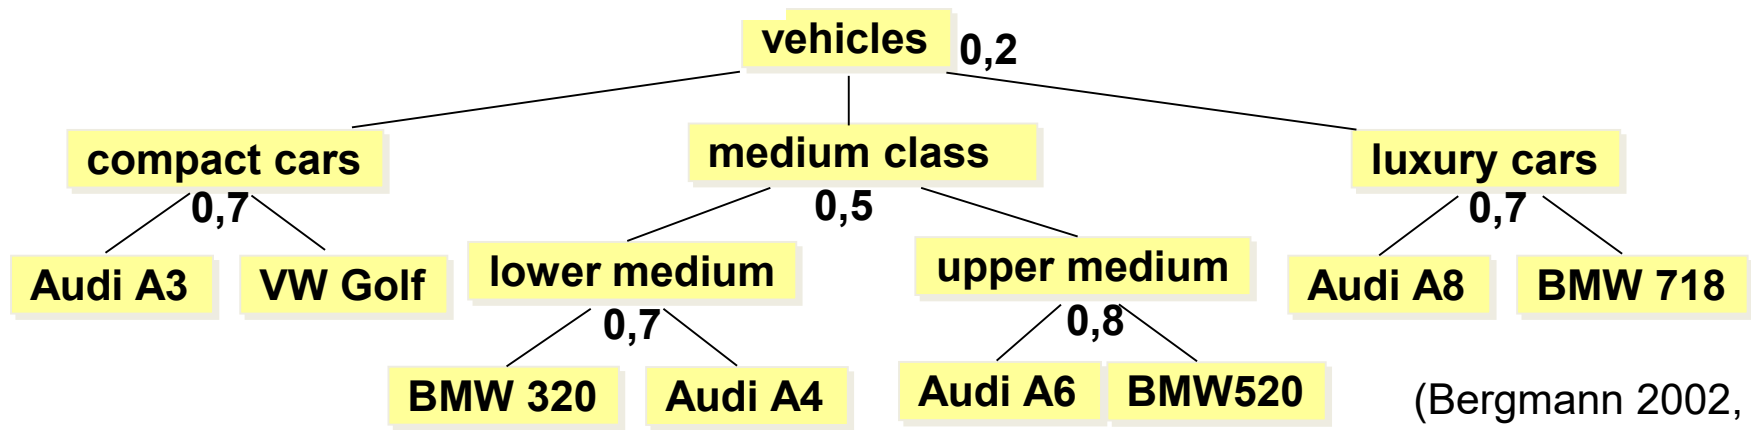 vehicles 0,2
compact cars
medium class
luxury cars
0,7
0,5
0,7
Audi A3
VW Golf
lower medium
upper medium
Audi A8
BMW 718
0,7
0,8
BMW 320
Audi A4
Audi A6
BMW520
(Bergmann 2002,